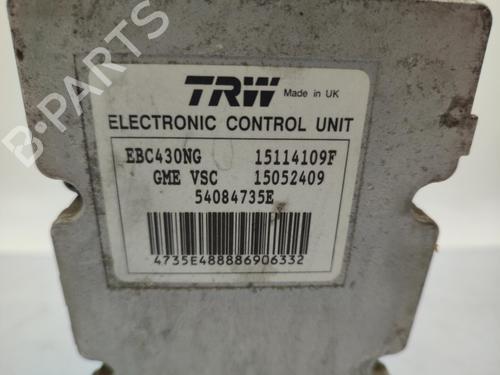 TRW Made in UK
ELECTRONIC CONTROL UNIT
EBC430NG 15114109F
GME VSC 15052409
54084735E
4735E488886906332
B-PARTS